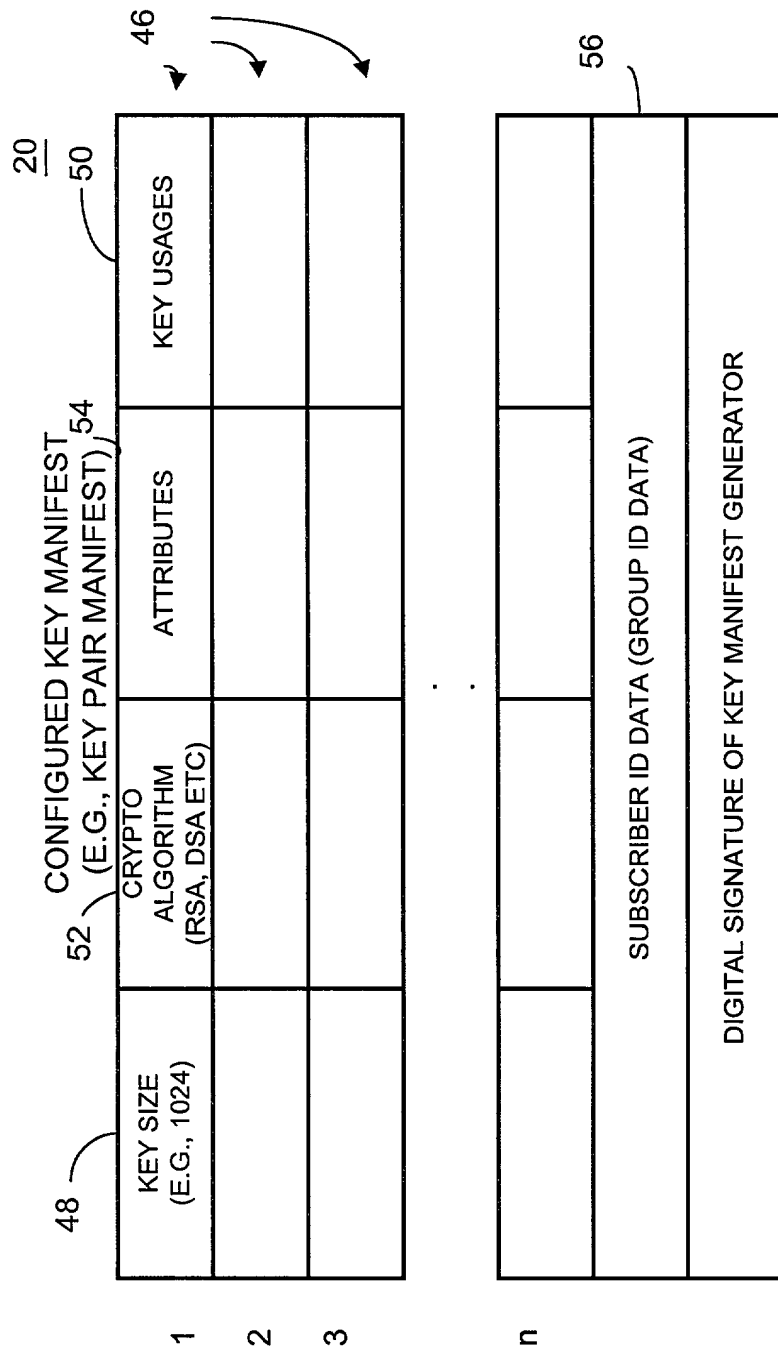 20
CONFIGURED KEY MANIFEST
(E.G., KEY PAIR MANIFEST)
48
52
54
50
46
1
KEY SIZE
(E.G., 1024)
CRYPTO
ALGORITHM
(RSA, DSA ETC)
ATTRIBUTES
KEY USAGES
2
3
. .
n
SUBSCRIBER ID DATA (GROUP ID DATA)
56
DIGITAL SIGNATURE OF KEY MANIFEST GENERATOR